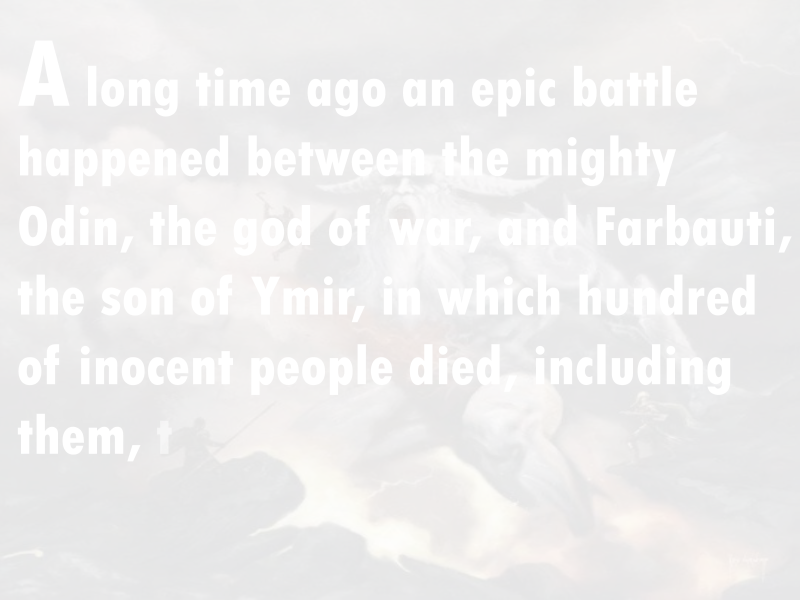 A long time ago an epic battle
happened between the mighty
Odin, the god of war, and Farbauti,
the son of Ymir, in which hundred
of inocent people died, including
them, t